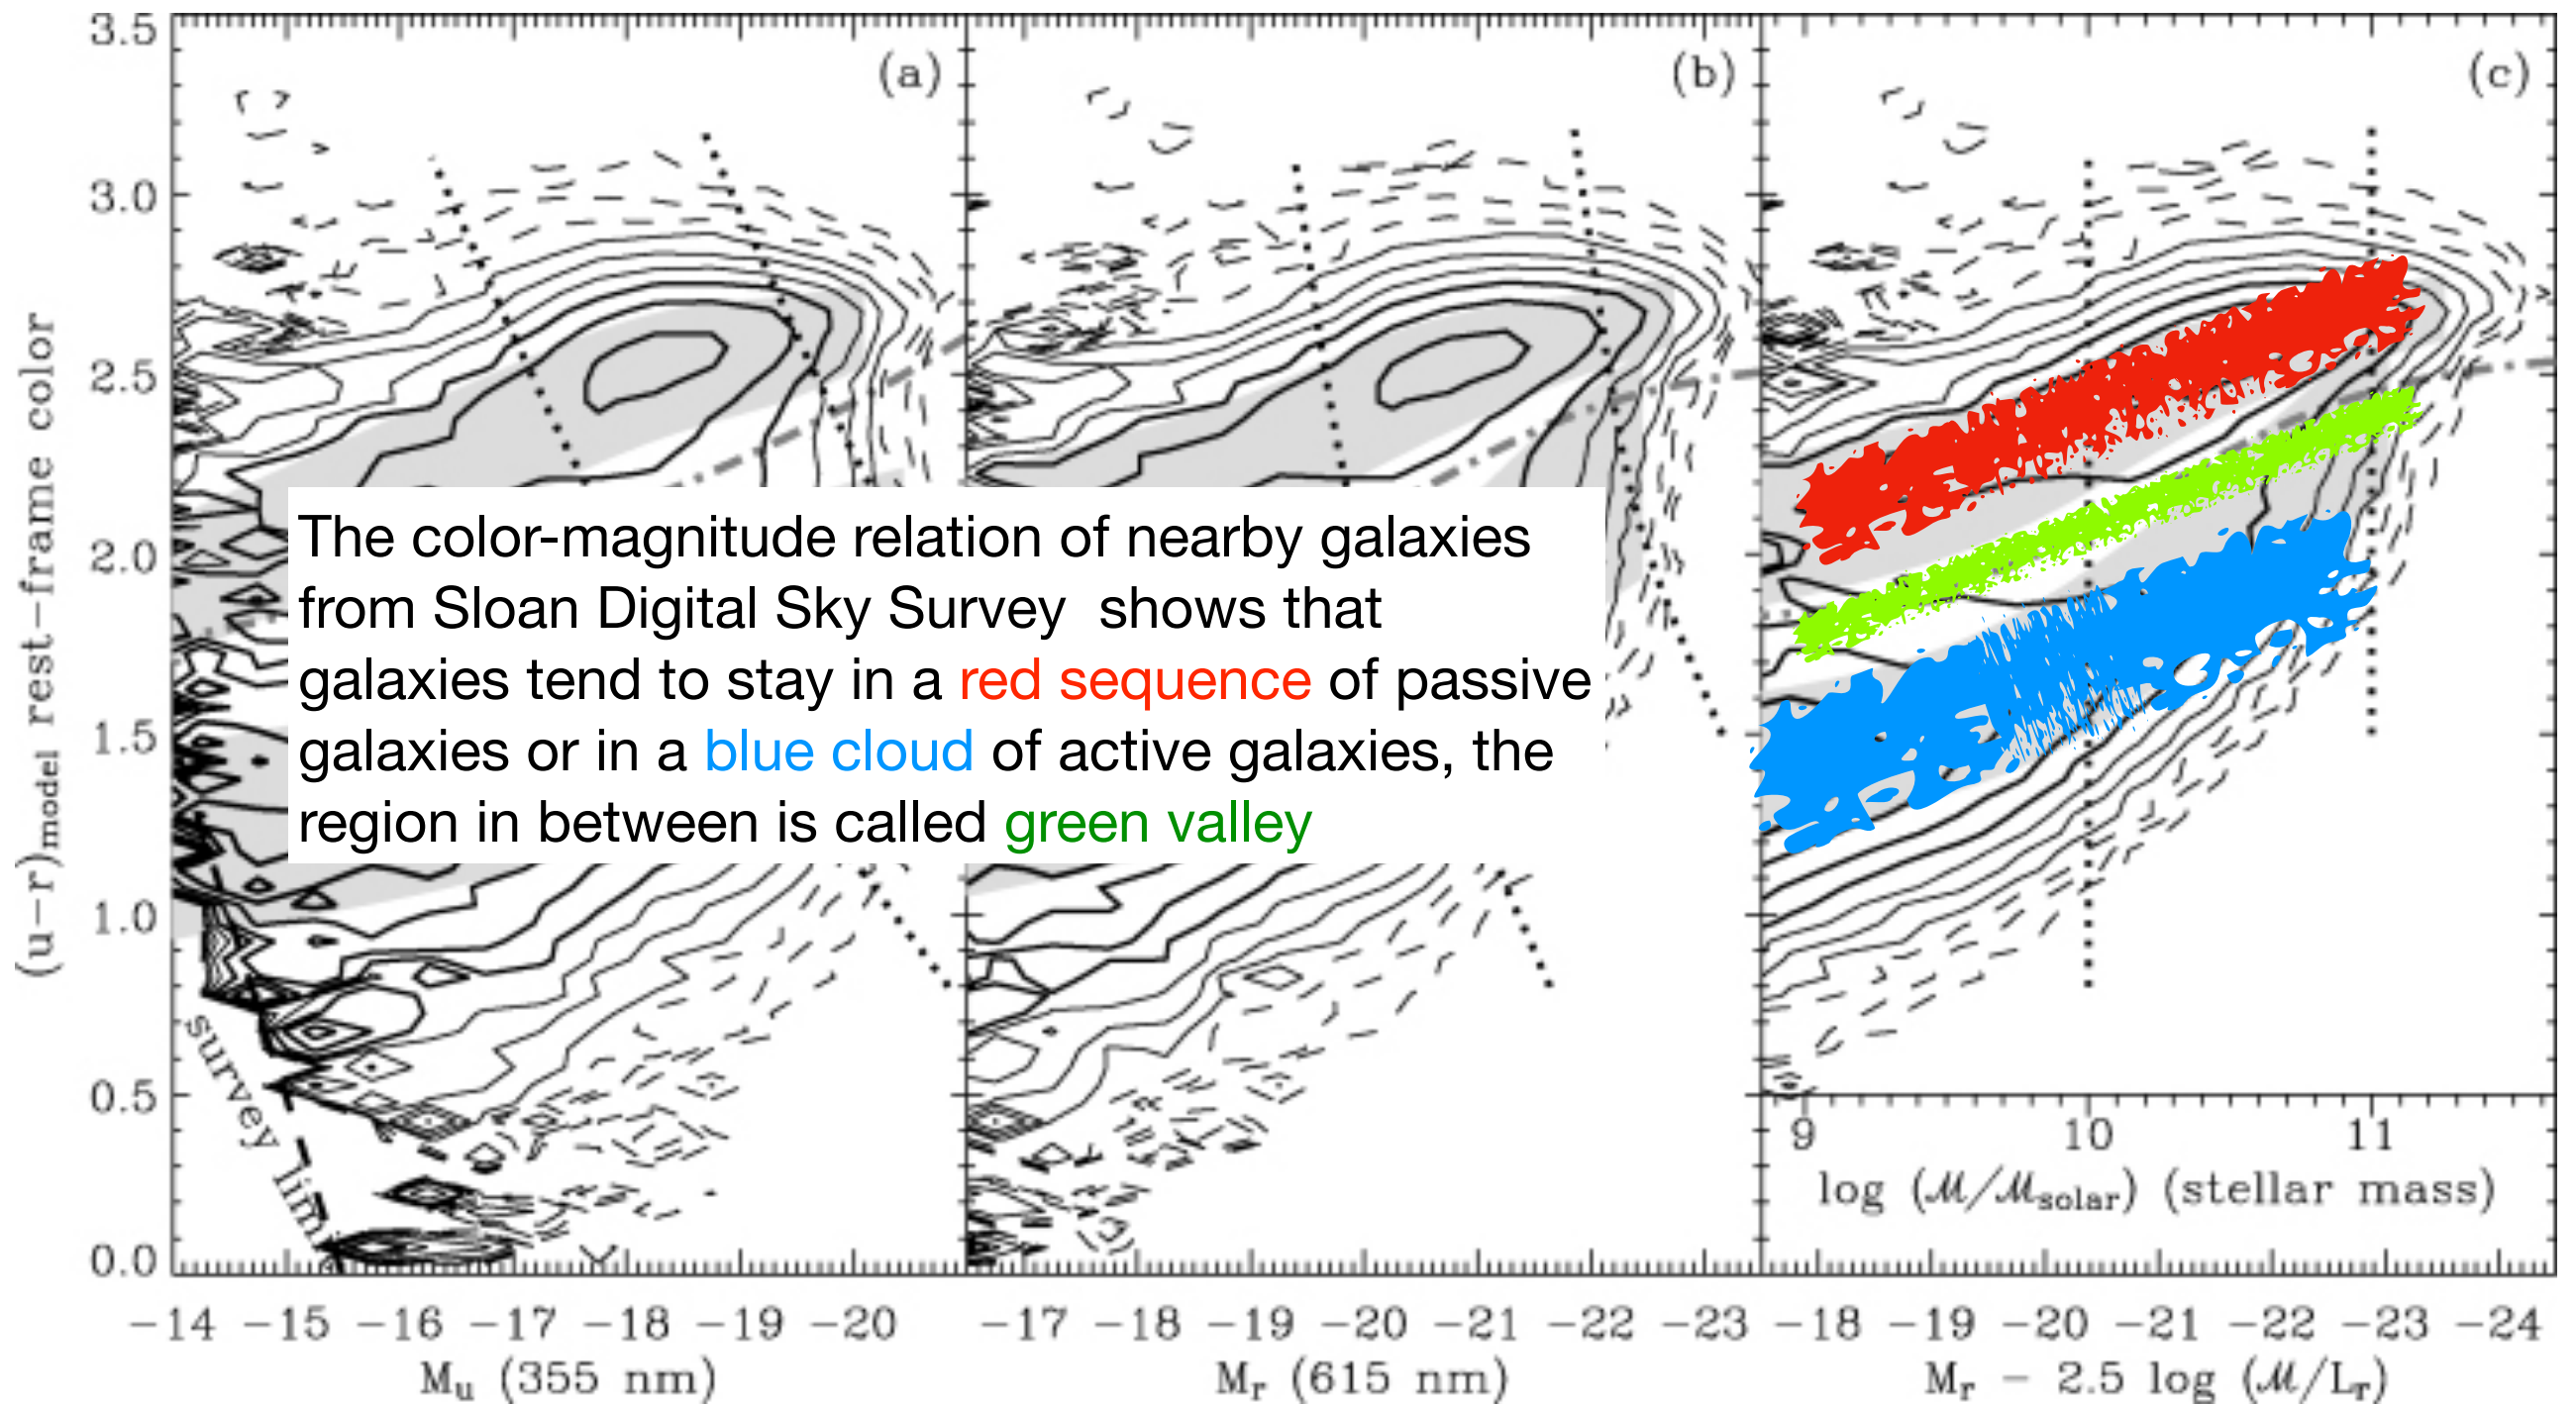 3.5
3.0
2.5
2.0
1.5
1.0
0.5
0.0
(u−r)model rest−frame color
(a)
(b)
(c)
The color-magnitude relation of nearby galaxies
from Sloan Digital Sky Survey  shows that
galaxies tend to stay in a red sequence of passive
galaxies or in a blue cloud of active galaxies, the
region in between is called green valley
survey limit
9 10 11
log (ℳ/ℳsolar) (stellar mass)
−14 −15 −16 −17 −18 −19 −20
−17 −18 −19 −20 −21 −22 −23
−18 −19 −20 −21 −22 −23 −24
Mu (355 nm)
Mr (615 nm)
Mr − 2.5 log (ℳ/Lr)